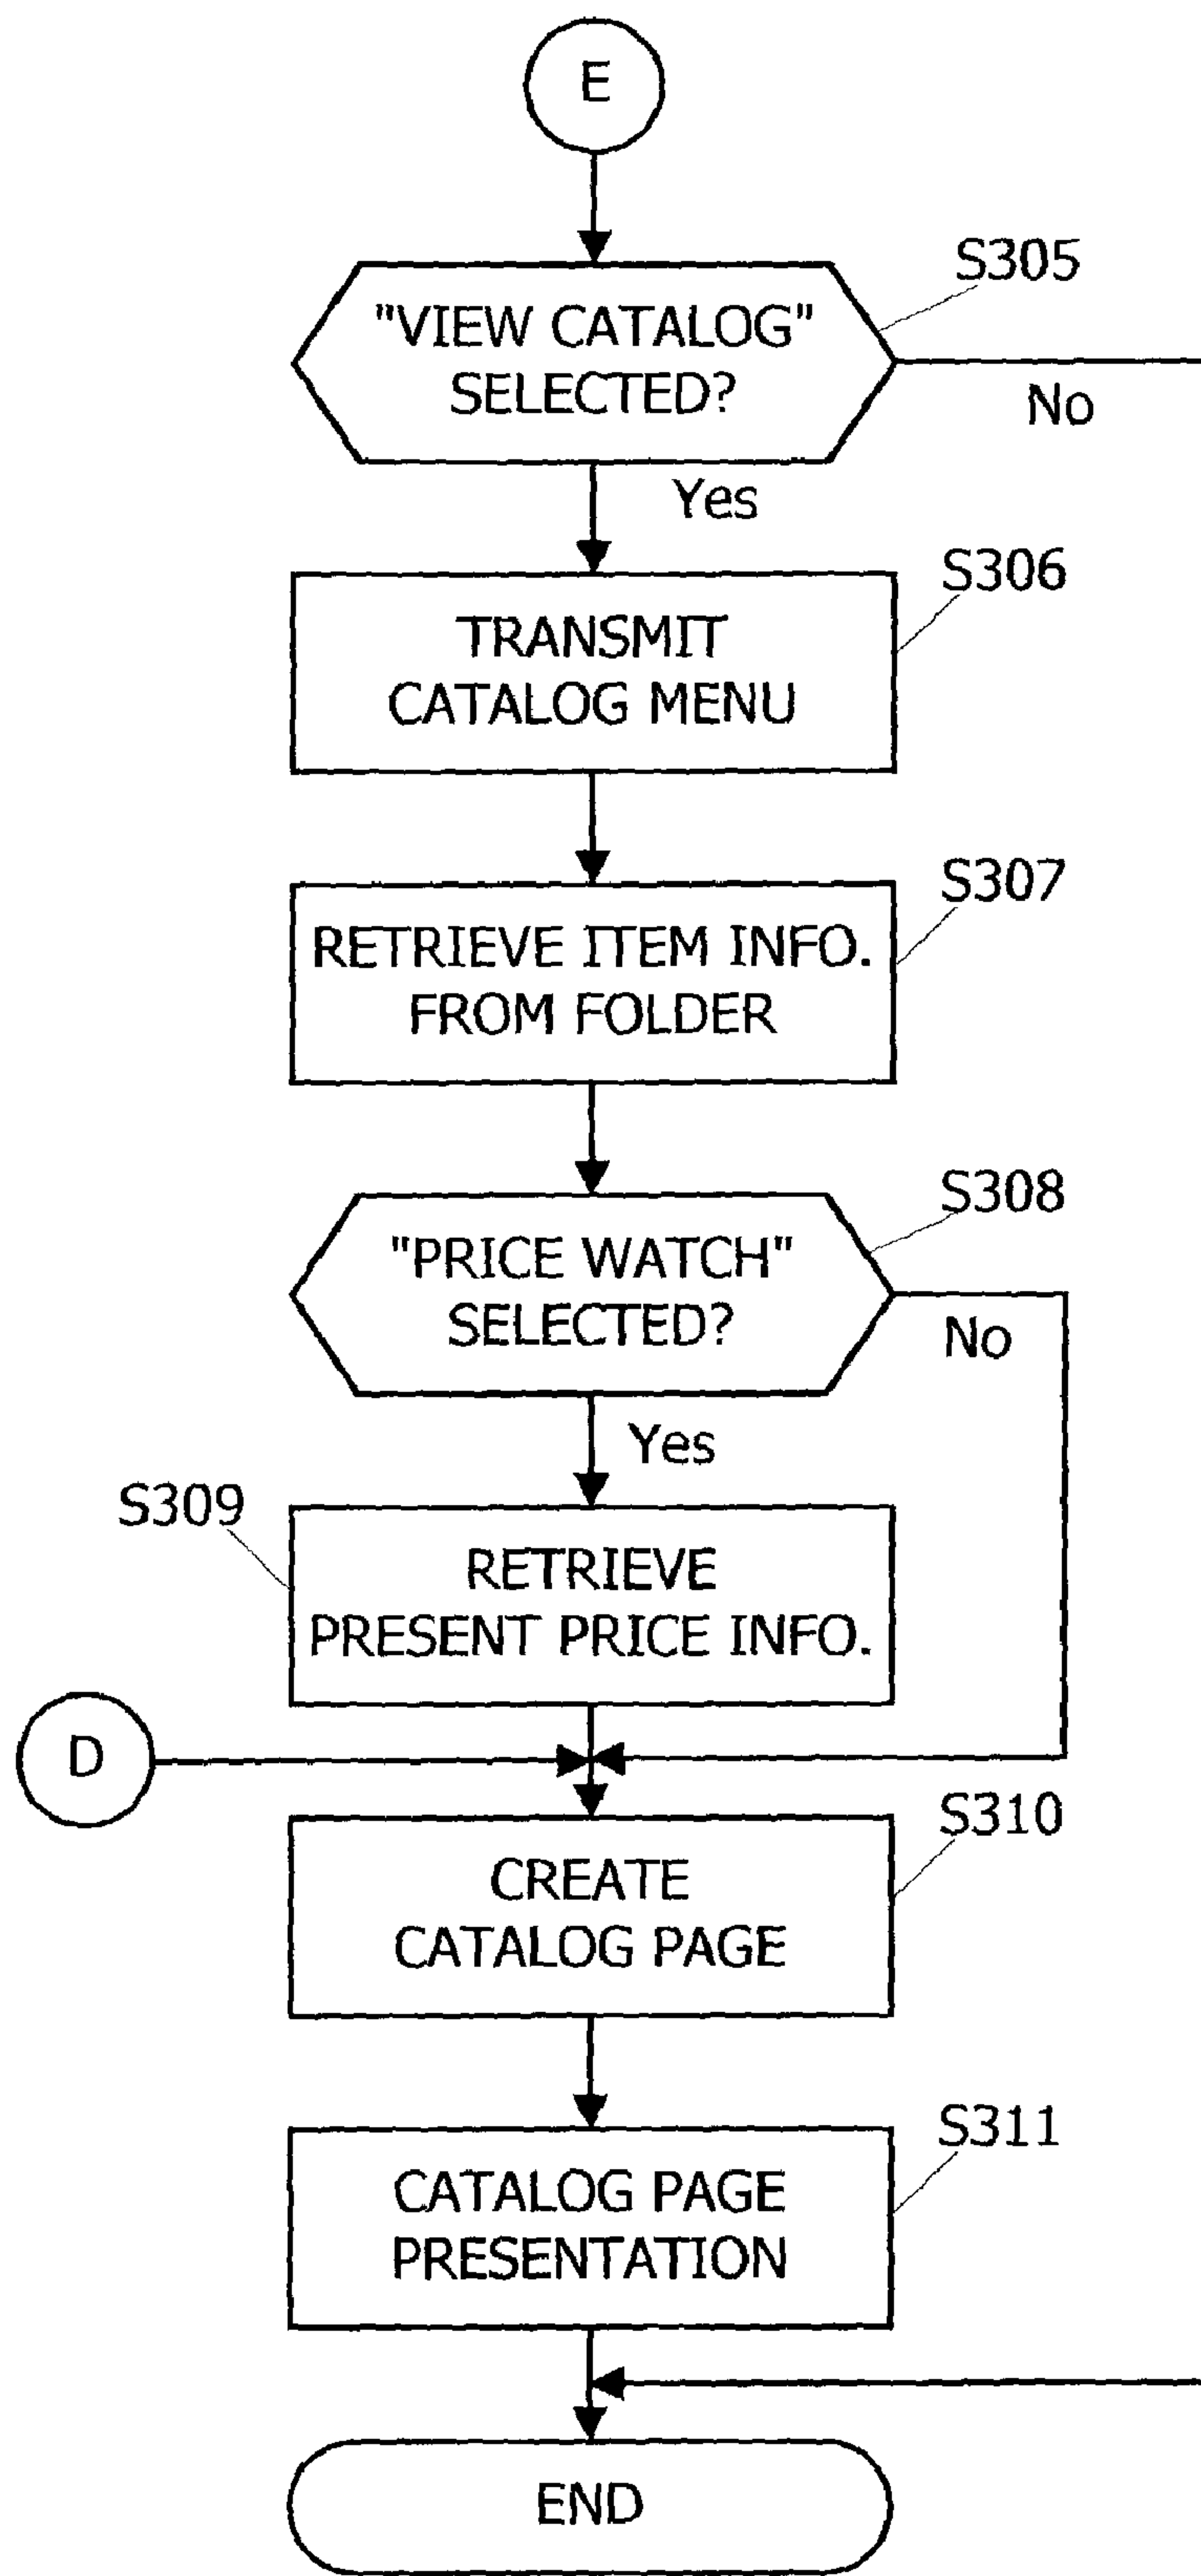 E
S305
"VIEW CATALOG"
SELECTED?
No
Yes
S306
TRANSMIT
CATALOG MENU
S307
RETRIEVE ITEM INFO.
FROM FOLDER
S308
"PRICE WATCH"
SELECTED?
No
Yes
S309
RETRIEVE
PRESENT PRICE INFO.
D
S310
CREATE
CATALOG PAGE
S311
CATALOG PAGE
PRESENTATION
END